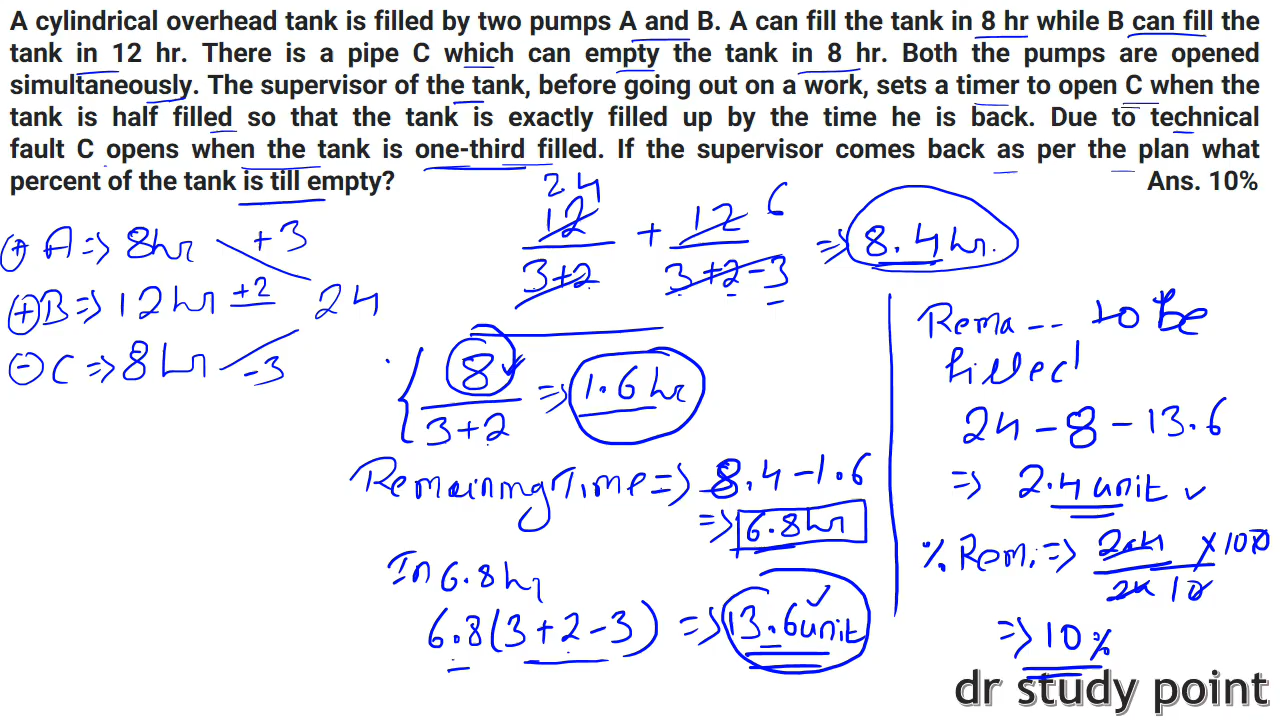 A cylindrical overhead tank is filled by two pumps A and B. A can fill the tank in 8 hr while B can fill the
tank in 12 hr. There is a pipe C which can empty the tank in 8 hr. Both the pumps are opened
simultaneously. The supervisor of the tank, before going out on a work, sets a timer to open C when the
tank is half filled so that the tank is exactly filled up by the time he is back. Due to technical
fault C opens when the tank is one-third filled. If the supervisor comes back as per the plan what
percent of the tank is till empty? Ans. 10%
2.4 6
12/3+2 + 12/3+2-3 => 8.4 hr.
(+) A => 8hr +3
(+) B => 12hr +2 24
(-) C => 8hr -3
8/3+2 => 1.6 hr
Remaining Time => 8.4 - 1.6
=> 6.8 hr
In 6.8 hr
6.8(3+2-3) => 13.6 unit
Rema -- to be
filled
24 - 8 - 13.6
=> 2.4 unit
% Rem. => 2.4/24 10 × 100
=> 10%
dr study point